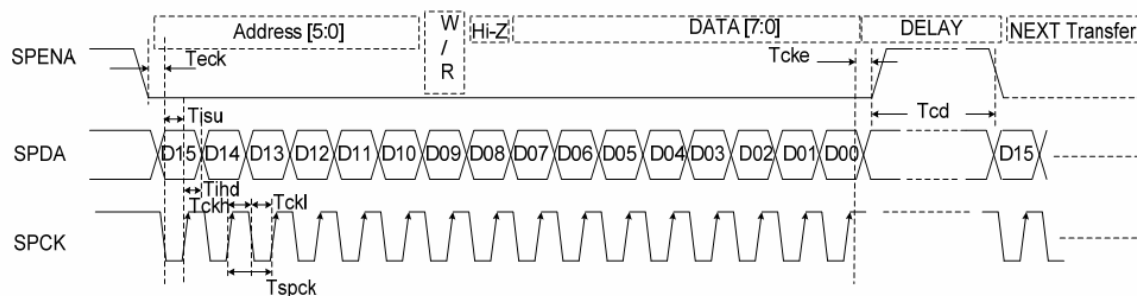 Address [5:0] W / R Hi-Z DATA [7:0] DELAY NEXT Transfer
SPENA Teck Tcke
Tisu Tcd
SPDA D15 D14 D13 D12 D11 D10 D09 D08 D07 D06 D05 D04 D03 D02 D01 D00 D15
Tihd
Tckh Tckl
SPCK
Tspck